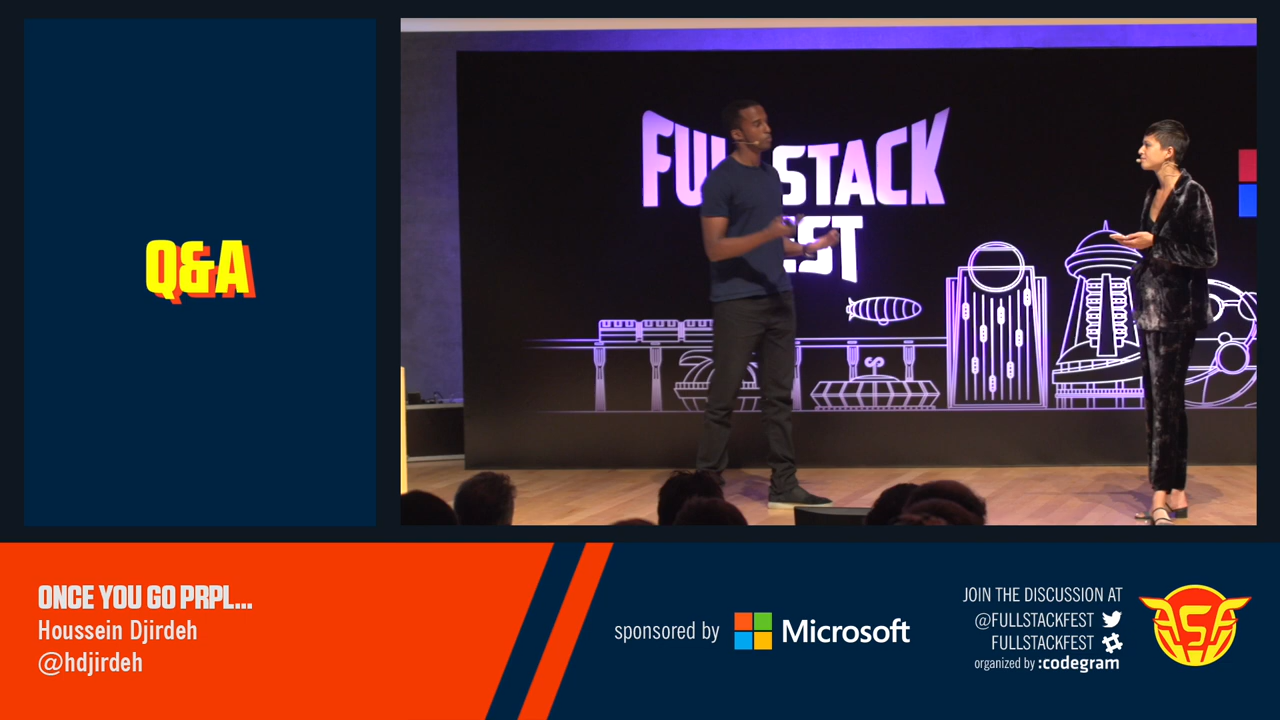 Q&A
FULLSTACK
FEST
ONCE YOU GO PRPL...
Houssein Djirdeh
@hdjirdeh
sponsored by Microsoft
JOIN THE DISCUSSION AT
@FULLSTACKFEST
FULLSTACKFEST
organized by :codegram
FSF